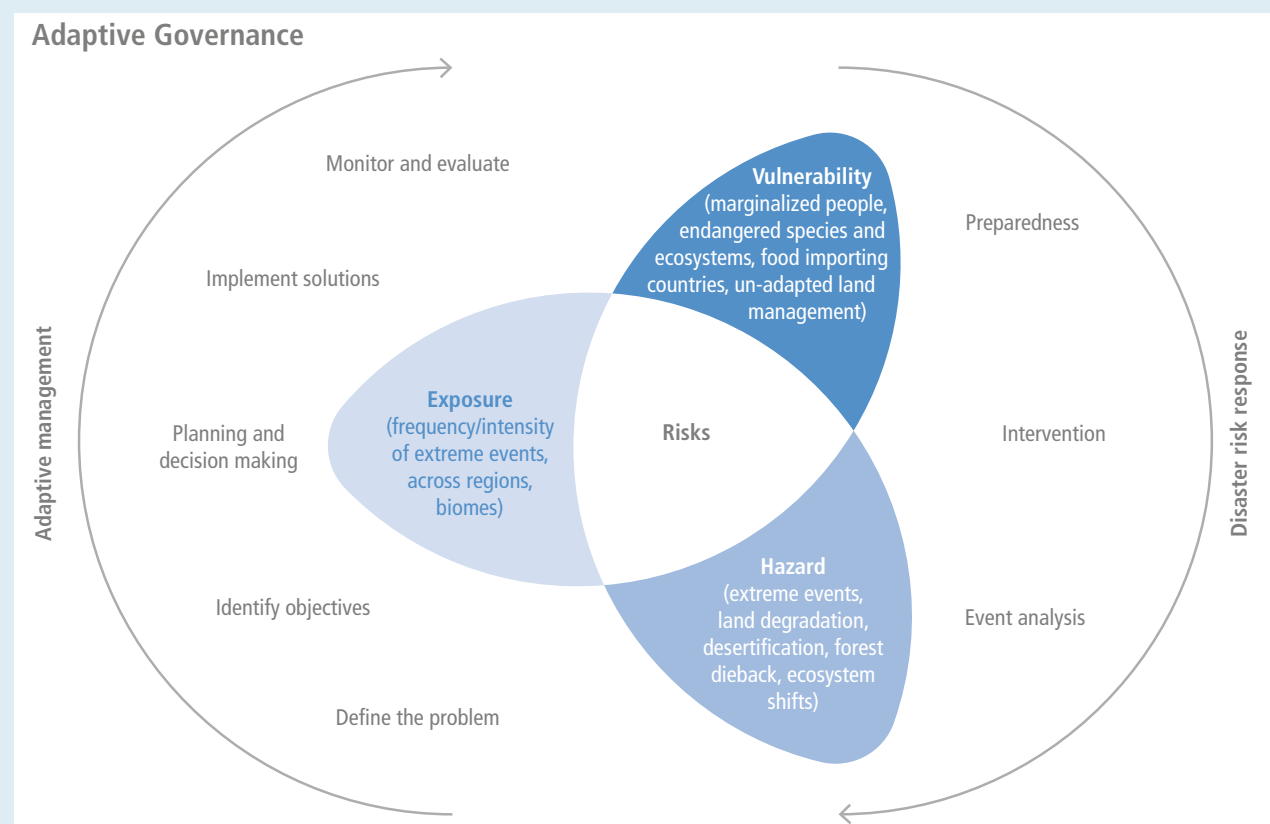 Adaptive Governance
Monitor and evaluate
Implement solutions
Adaptive management
Planning and
decision making
Identify objectives
Define the problem
Exposure
(frequency/intensity
of extreme events,
across regions,
biomes)
Risks
Vulnerability
(marginalized people,
endangered species and
ecosystems, food importing
countries, un-adapted land
management)
Hazard
(extreme events,
land degradation,
desertification, forest
dieback, ecosystem
shifts)
Preparedness
Intervention
Event analysis
Disaster risk response